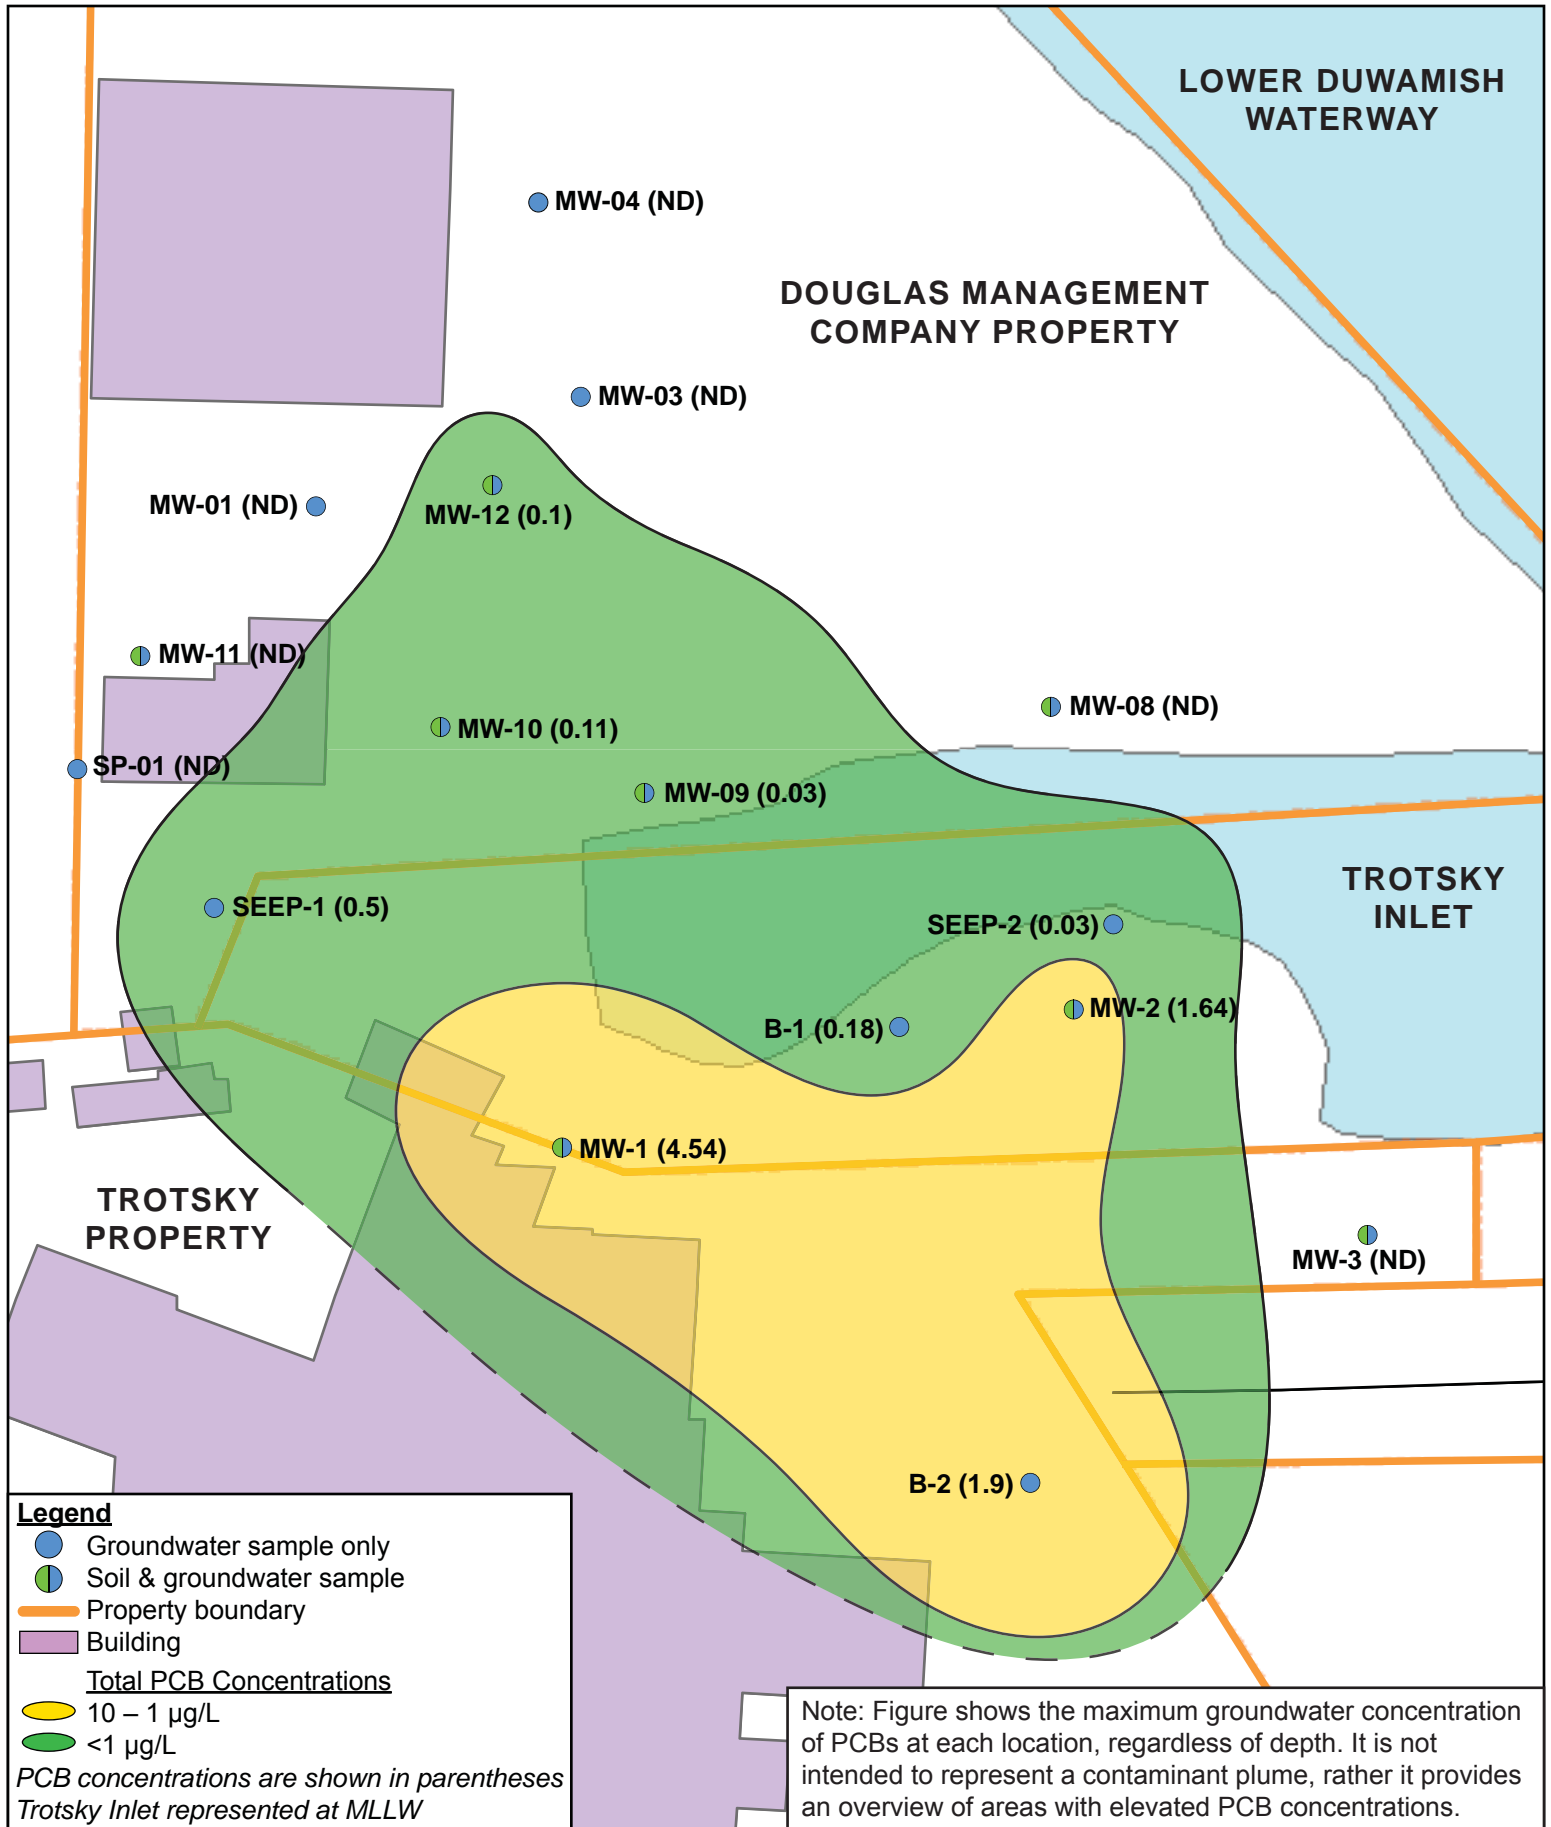 LOWER DUWAMISH
WATERWAY
MW-04 (ND)
DOUGLAS MANAGEMENT
COMPANY PROPERTY
MW-03 (ND)
MW-01 (ND)
MW-12 (0.1)
MW-11 (ND)
MW-08 (ND)
MW-10 (0.11)
SP-01 (ND)
MW-09 (0.03)
TROTSKY
INLET
SEEP-1 (0.5)
SEEP-2 (0.03)
MW-2 (1.64)
B-1 (0.18)
MW-1 (4.54)
TROTSKY
PROPERTY
MW-3 (ND)
B-2 (1.9)
Legend
Groundwater sample only
Soil & groundwater sample
Property boundary
Building
Total PCB Concentrations
10 – 1 µg/L
<1 µg/L
PCB concentrations are shown in parentheses
Trotsky Inlet represented at MLLW
Note: Figure shows the maximum groundwater concentration
of PCBs at each location, regardless of depth. It is not
intended to represent a contaminant plume, rather it provides
an overview of areas with elevated PCB concentrations.